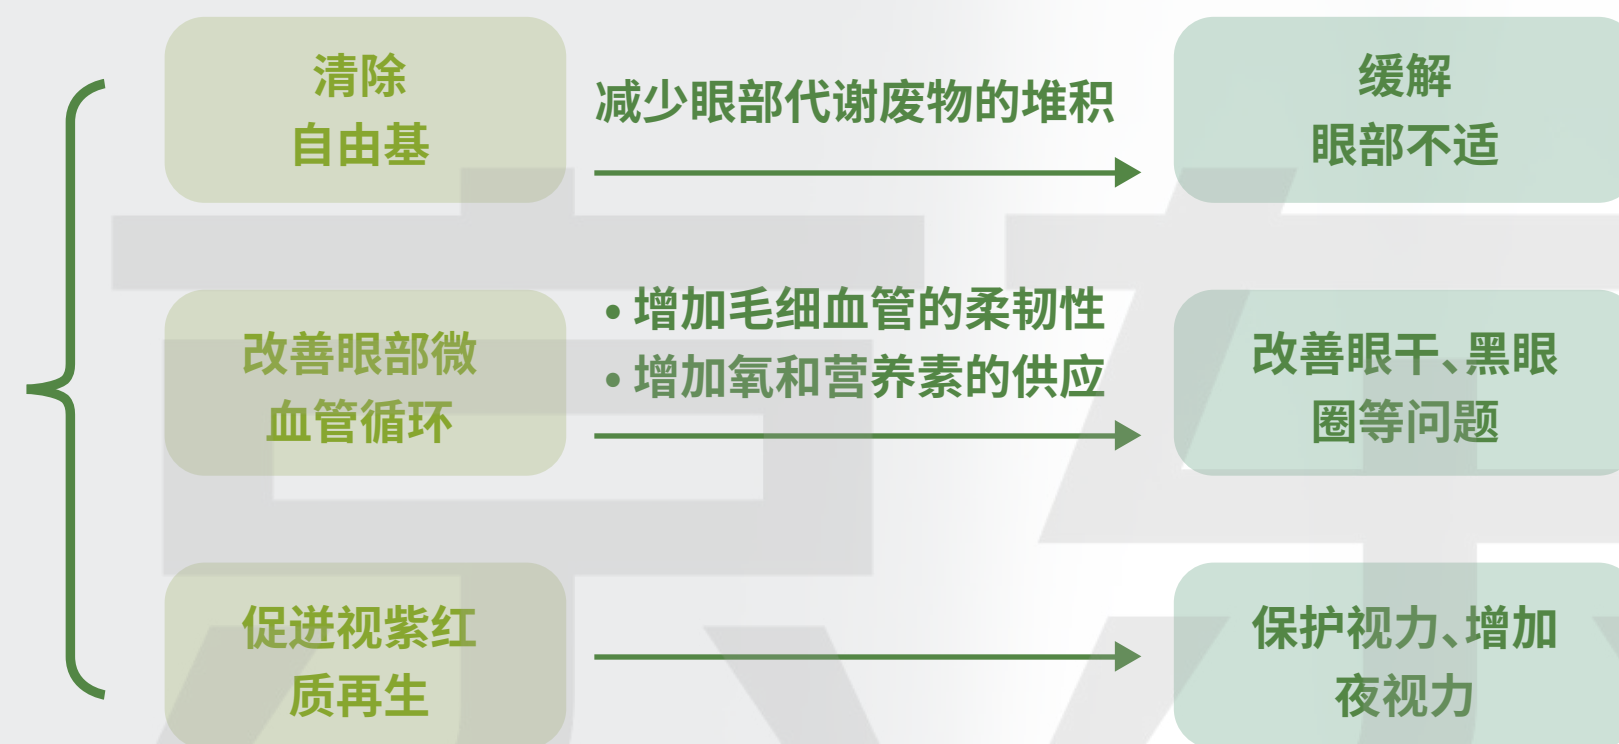 清除
自由基
减少眼部代谢废物的堆积
缓解
眼部不适
改善眼部微
血管循环
• 增加毛细血管的柔韧性
• 增加氧和营养素的供应
改善眼干、黑眼
圈等问题
促进视紫红
质再生
保护视力、增加
夜视力